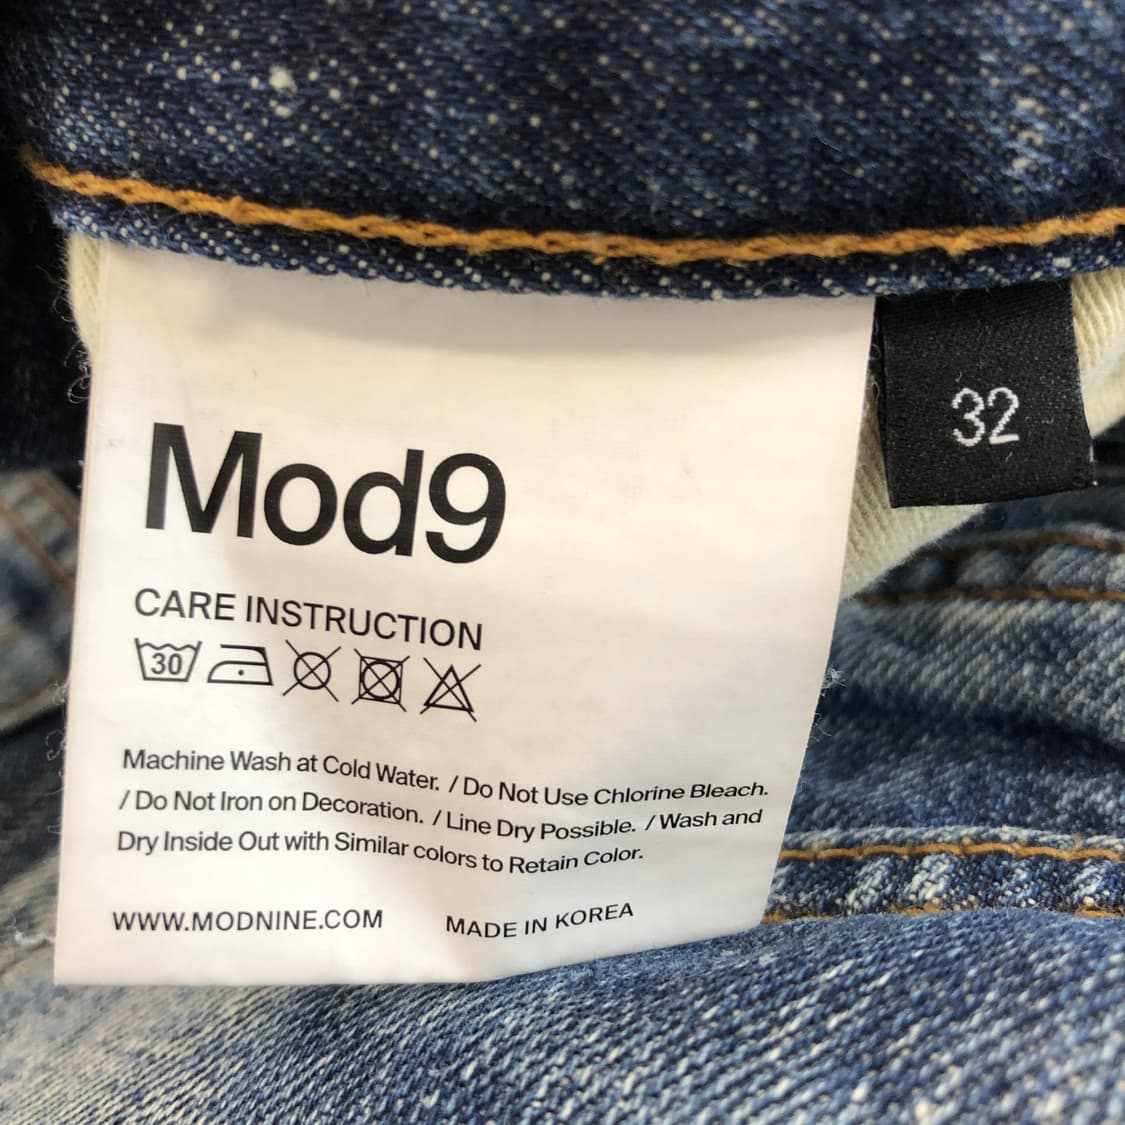 Mod9
32
CARE INSTRUCTION
30
Machine Wash at Cold Water. / Do Not Use Chlorine Bleach.
/ Do Not Iron on Decoration. / Line Dry Possible. / Wash and
Dry Inside Out with Similar colors to Retain Color.
WWW.MODNINE.COM MADE IN KOREA